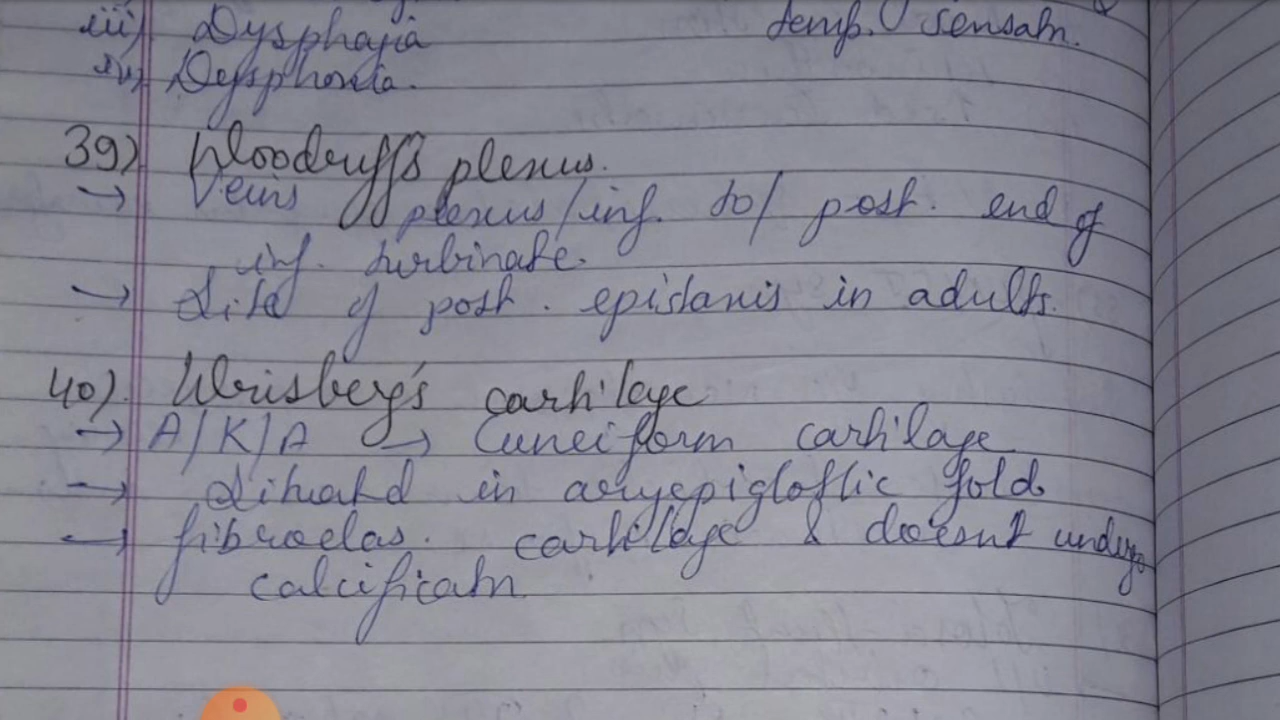 iii) Dysphagia temp. sensatn.
iv) Dysphonia.
39) Woodruff's plexus.
→ Veins plexus/inf. to/ post. end of
inf. turbinate.
→ Site of post. epistaxis in adults.
40) Wrisberg's cartilage
→ A/K/A → Cuneiform cartilage
→ Situated in aryepiglottic fold
→ fibroelas. cartilage & doesnt undergo
calcificatn